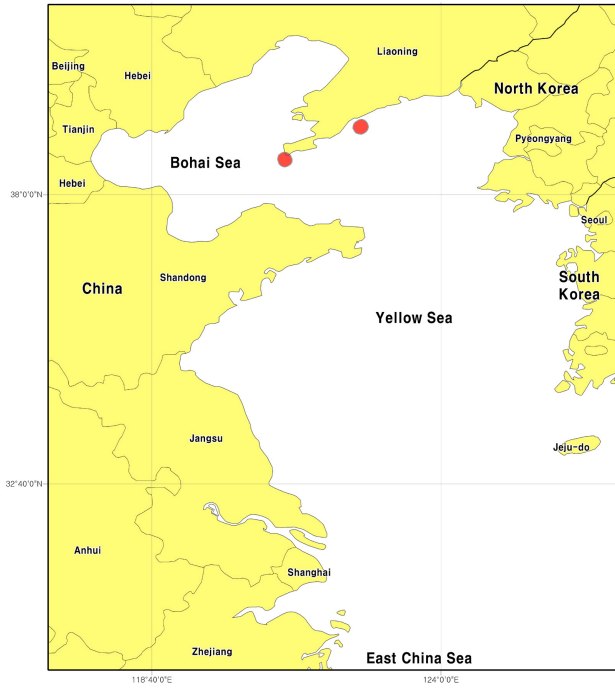 Liaoning
Beijing
Hebei
North Korea
Tianjin
Pyeongyang
Bohai Sea
Hebei
38°0'0"N
Seoul
China
Shandong
South
Korea
Yellow Sea
Jangsu
Jeju-do
32°40'0"N
Anhui
Shanghai
Zhejiang
East China Sea
118°40'0"E
124°0'0"E